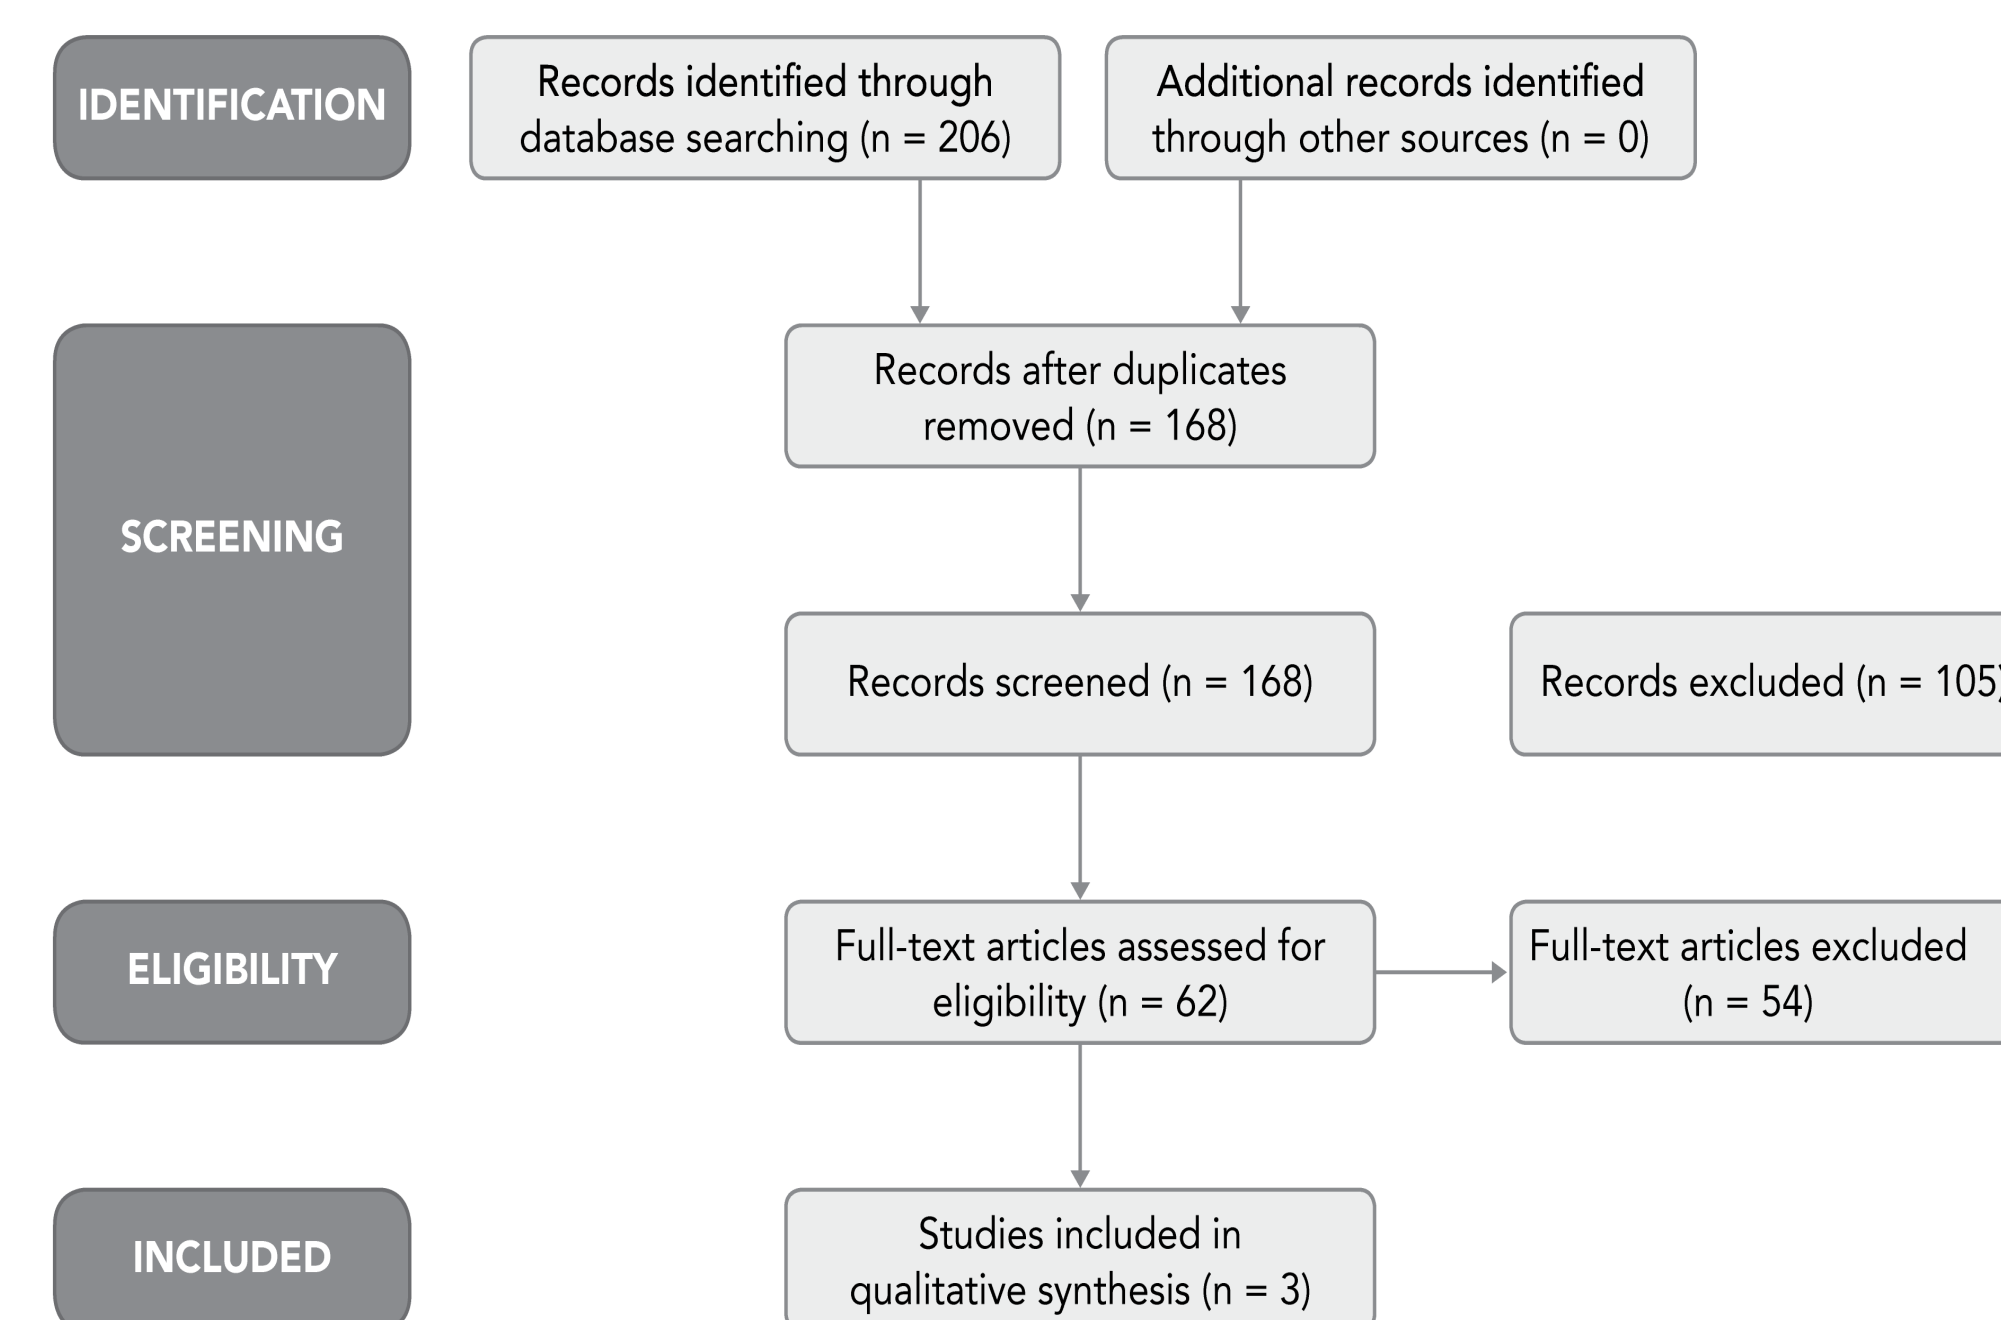 IDENTIFICATION
Records identified through
database searching (n = 206)
Additional records identified
through other sources (n = 0)
SCREENING
Records after duplicates
removed (n = 168)
Records screened (n = 168)
Records excluded (n = 105)
ELIGIBILITY
Full-text articles assessed for
eligibility (n = 62)
Full-text articles excluded
(n = 54)
INCLUDED
Studies included in
qualitative synthesis (n = 3)